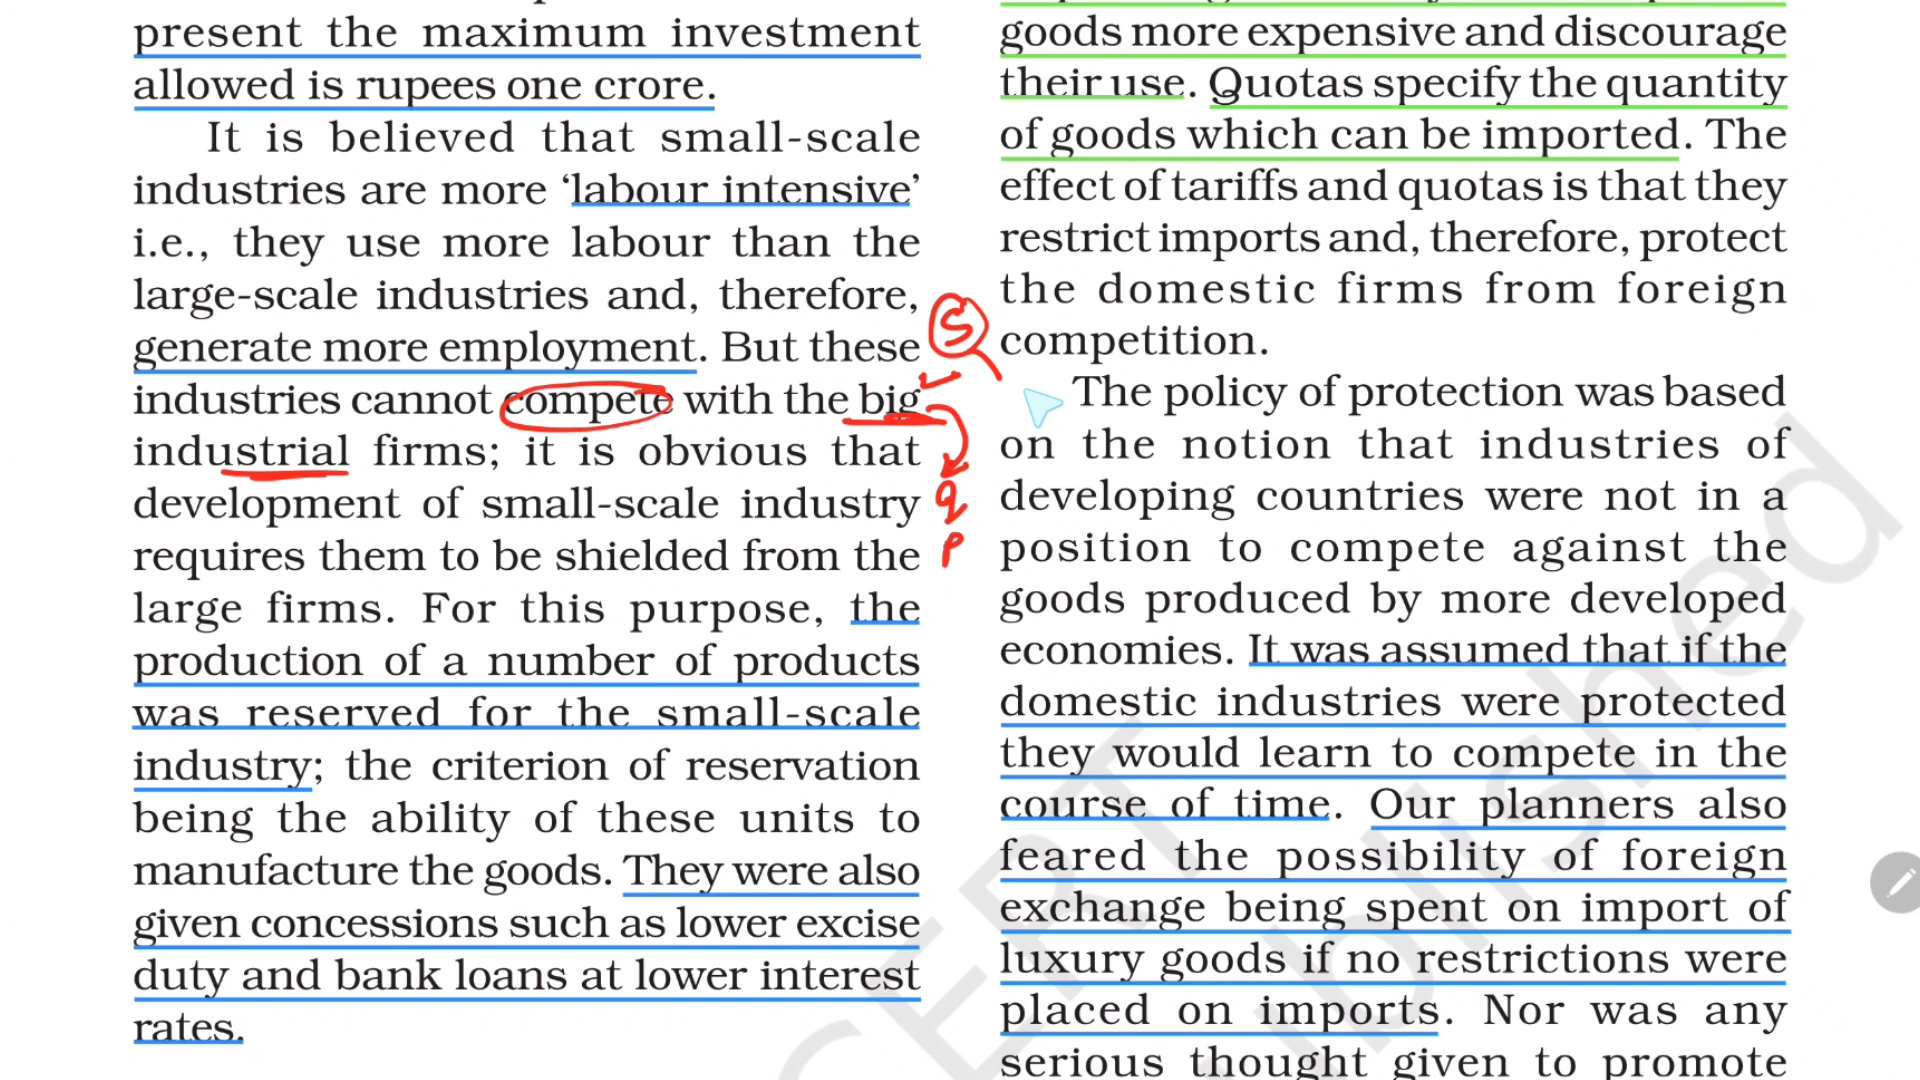 present the maximum investment
allowed is rupees one crore.
It is believed that small-scale
industries are more ‘labour intensive’
i.e., they use more labour than the
large-scale industries and, therefore,
generate more employment. But these
industries cannot compete with the big
industrial firms; it is obvious that
development of small-scale industry
requires them to be shielded from the
large firms. For this purpose, the
production of a number of products
was reserved for the small-scale
industry; the criterion of reservation
being the ability of these units to
manufacture the goods. They were also
given concessions such as lower excise
duty and bank loans at lower interest
rates.
S
q
p
goods more expensive and discourage
their use. Quotas specify the quantity
of goods which can be imported. The
effect of tariffs and quotas is that they
restrict imports and, therefore, protect
the domestic firms from foreign
competition.
The policy of protection was based
on the notion that industries of
developing countries were not in a
position to compete against the
goods produced by more developed
economies. It was assumed that if the
domestic industries were protected
they would learn to compete in the
course of time. Our planners also
feared the possibility of foreign
exchange being spent on import of
luxury goods if no restrictions were
placed on imports. Nor was any
serious thought given to promote